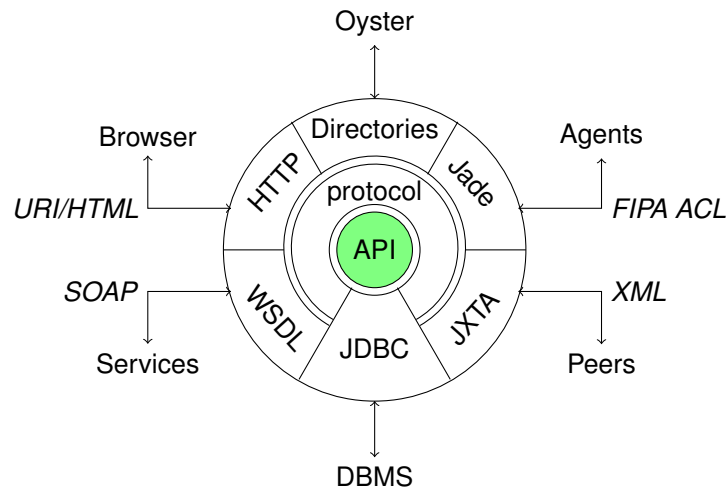 Oyster
Browser
Directories
Agents
HTTP
Jade
protocol
URI/HTML
FIPA ACL
API
SOAP
XML
WSDL
JDBC
JXTA
Services
Peers
DBMS